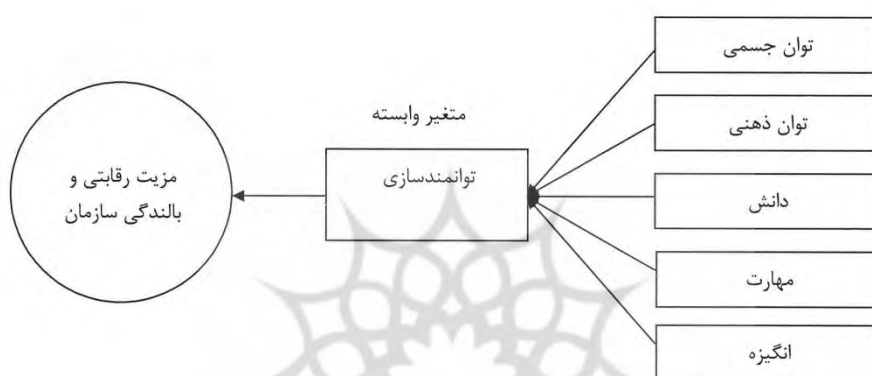 توان جسمی
توان ذهنی
دانش
مهارت
انگیزه
متغیر وابسته
توانمندسازی
مزیت رقابتی و
بالندگی سازمان